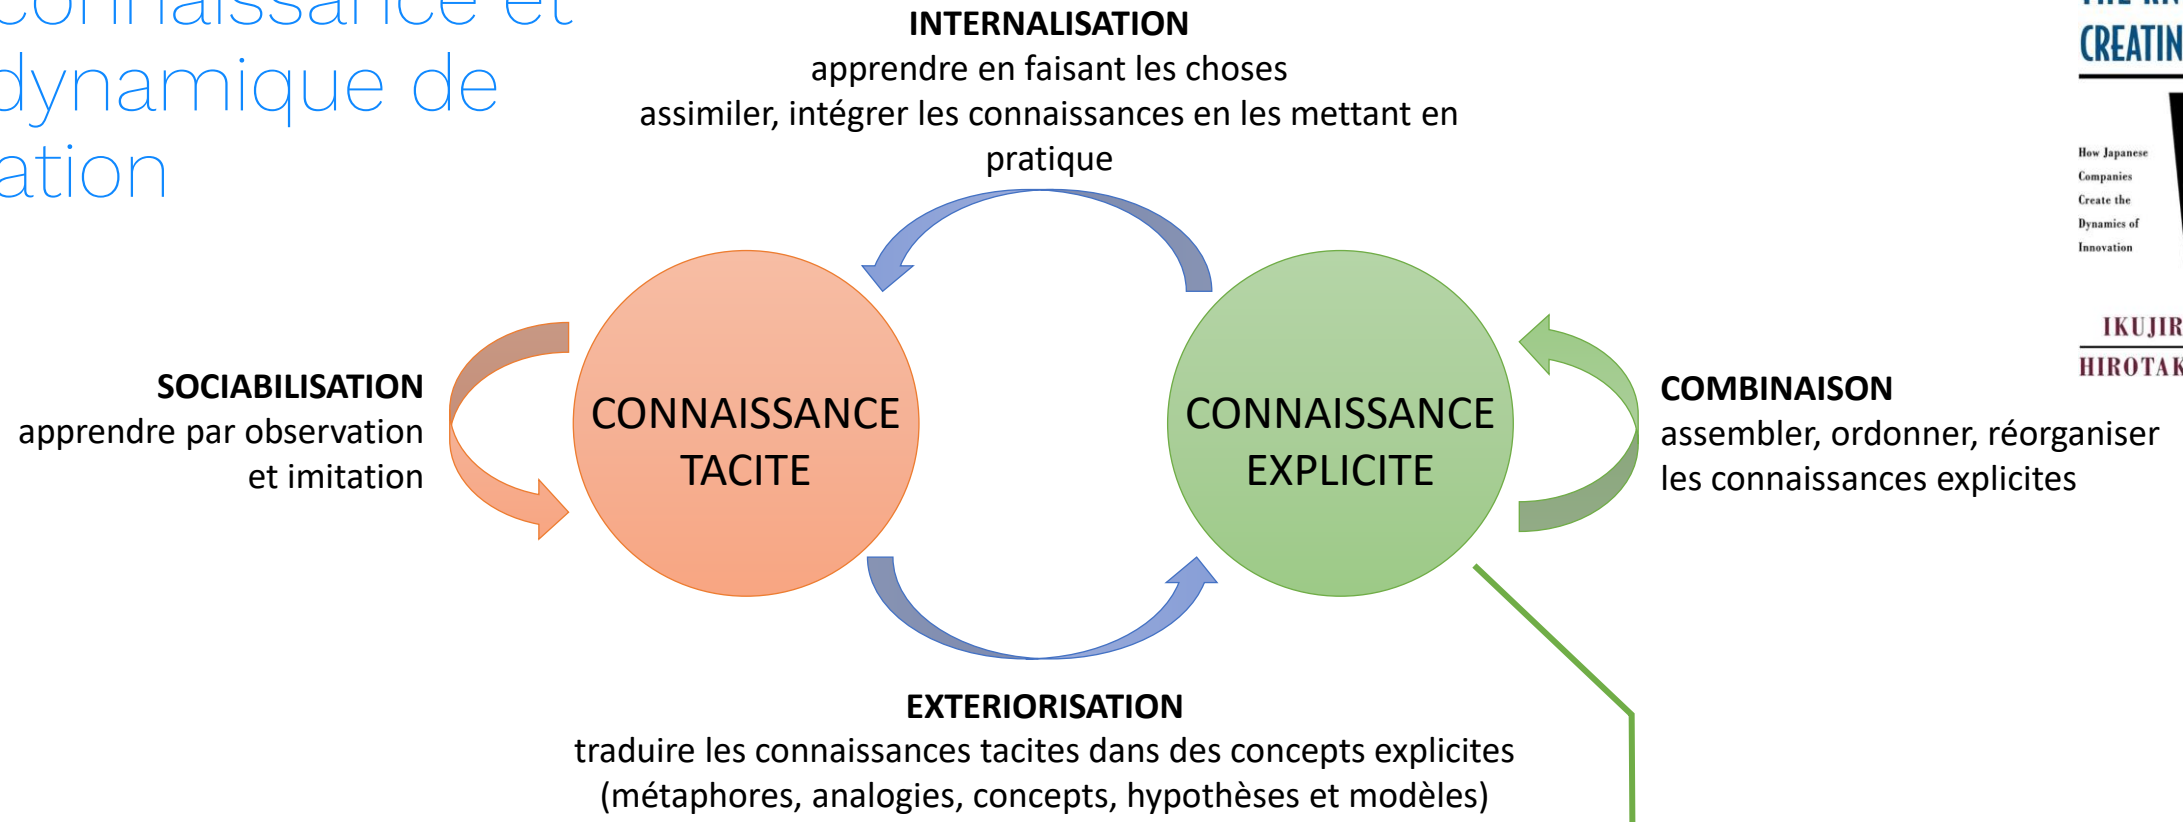 connaissance et
dynamique de
ation
INTERNALISATION
apprendre en faisant les choses
assimiler, intégrer les connaissances en les mettant en
pratique
CREATIN
How Japanese
Companies
Create the
Dynamics of
Innovation
IKUJIR
HIROTAK
SOCIABILISATION
apprendre par observation
et imitation
CONNAISSANCE
TACITE
CONNAISSANCE
EXPLICITE
COMBINAISON
assembler, ordonner, réorganiser
les connaissances explicites
EXTERIORISATION
traduire les connaissances tacites dans des concepts explicites
(métaphores, analogies, concepts, hypothèses et modèles)